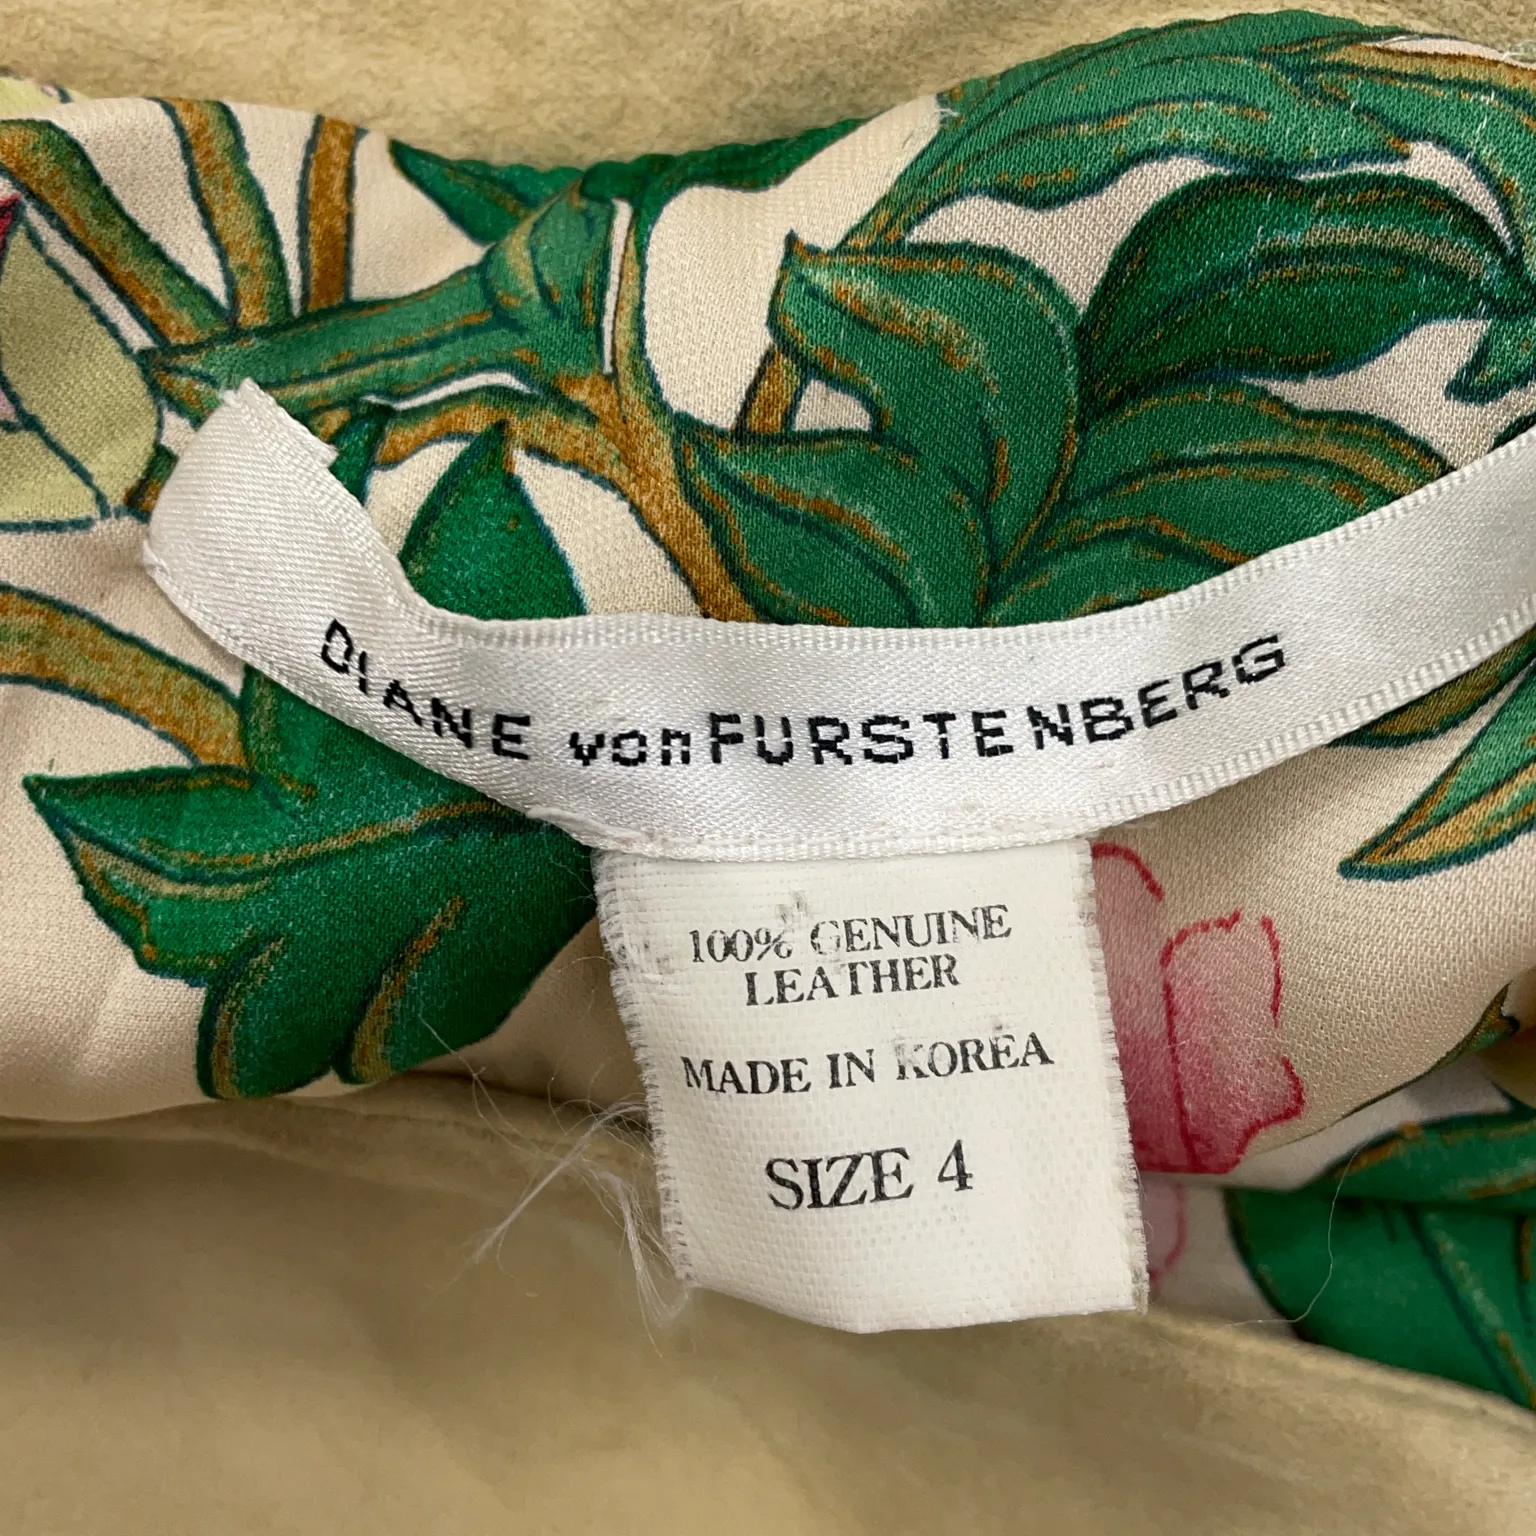 DIANE von FURSTENBERG
100% GENUINE
LEATHER
MADE IN KOREA
SIZE 4